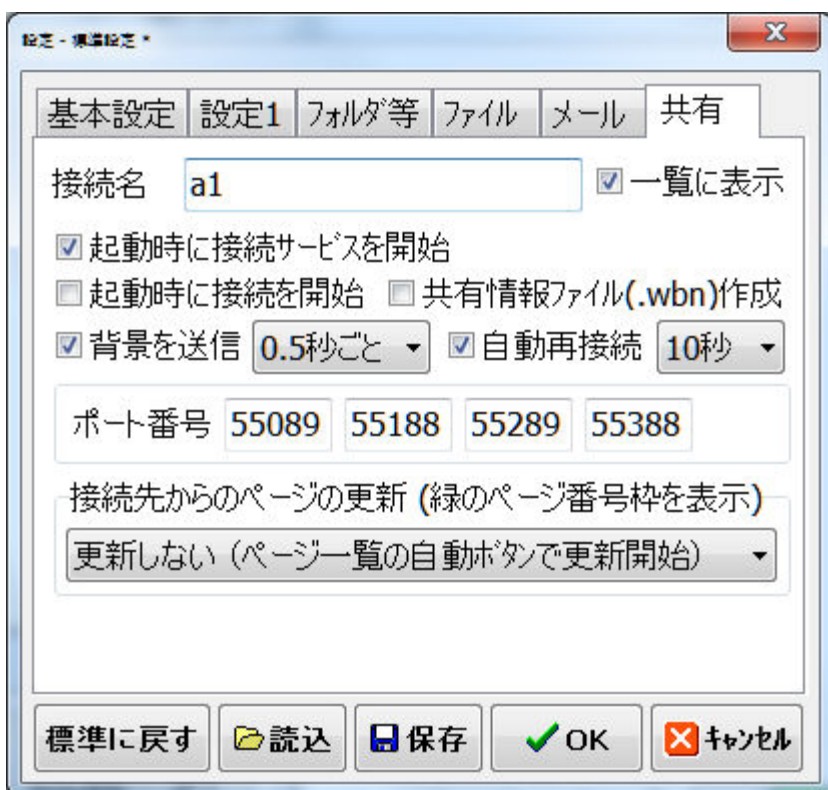 設定 - 標準設定 *
基本設定 設定1 フォルダ等 ファイル メール 共有
接続名 a1 一覧に表示
起動時に接続サービスを開始
起動時に接続を開始 共有情報ファイル(.wbn)作成
背景を送信 0.5秒ごと 自動再接続 10秒
ポート番号 55089 55188 55289 55388
接続先からのページの更新 (緑のページ番号枠を表示)
更新しない (ページ一覧の自動ボタンで更新開始)
標準に戻す 読込 保存 OK キャンセル